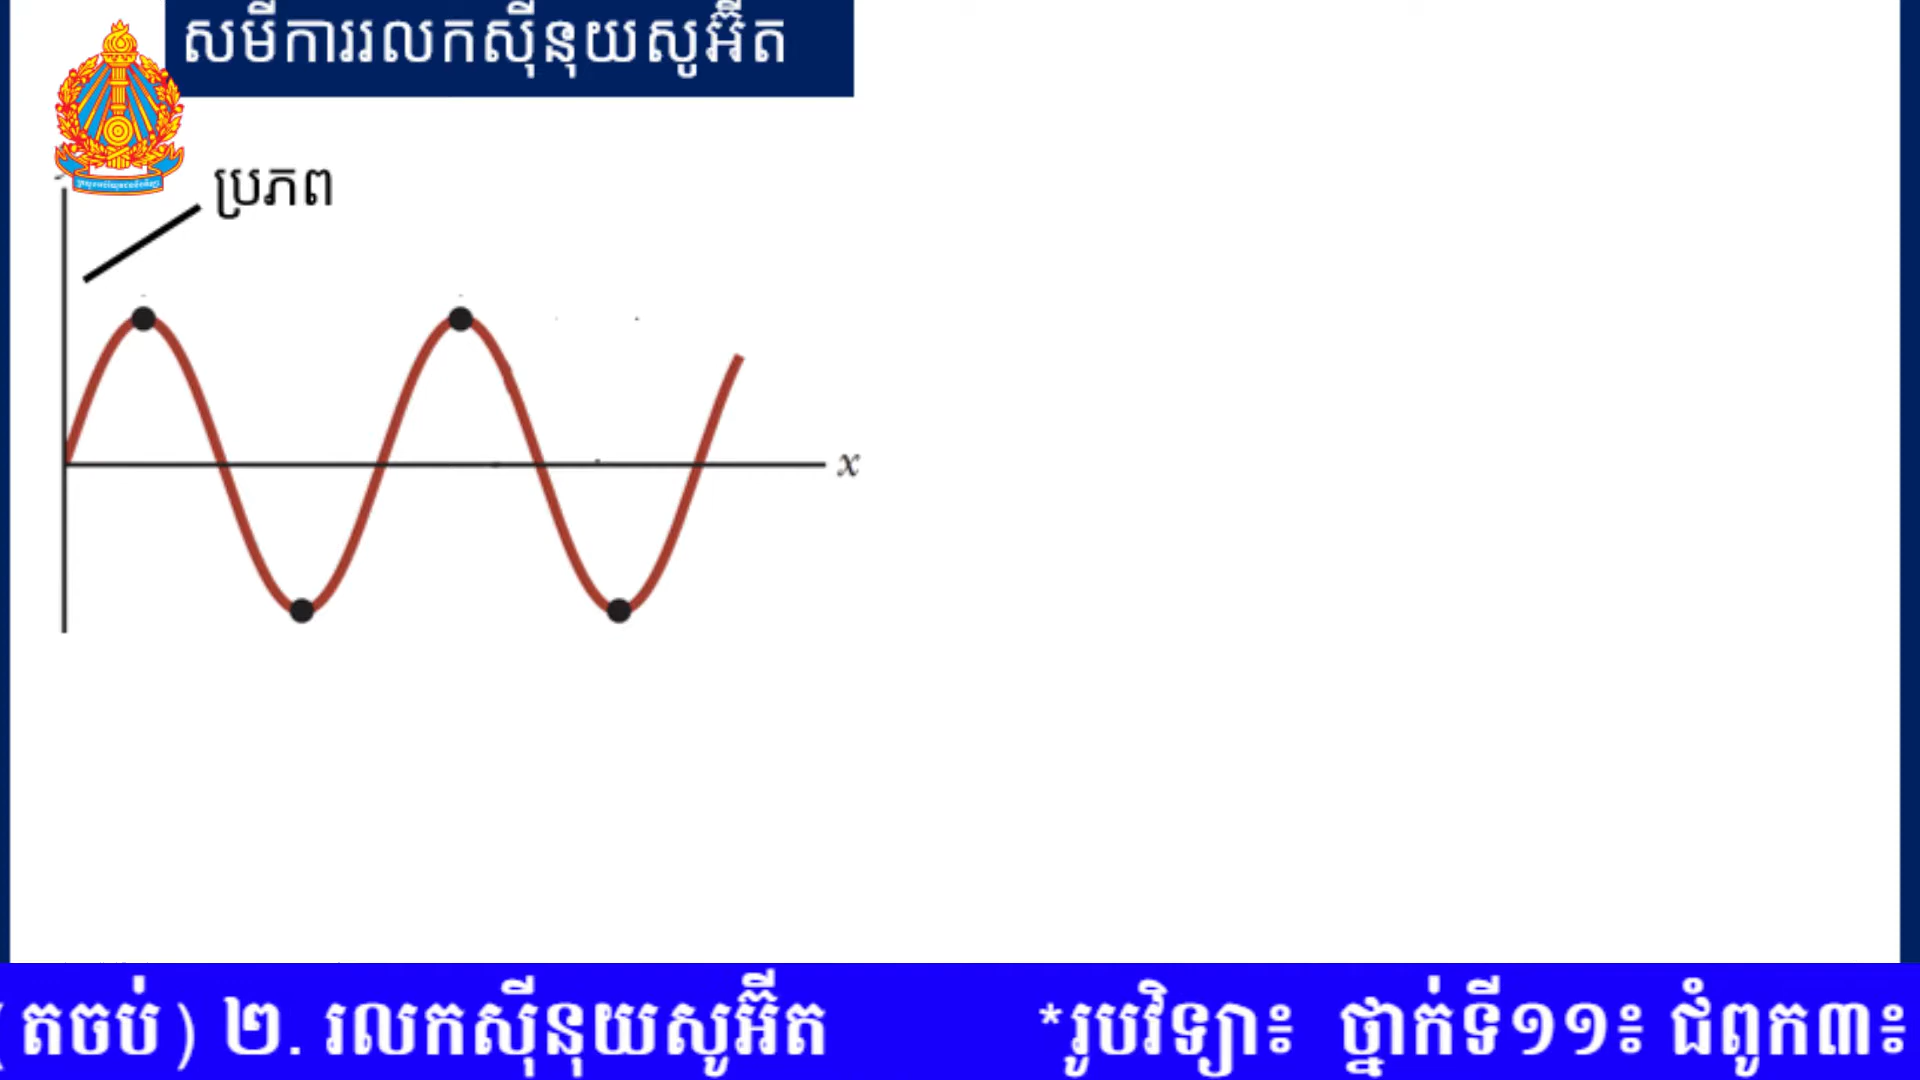 សមីការរលកស៊ីនុយសូអ៊ីត
ប្រភព
x
(តចប់) ២. រលកស៊ីនុយសូអ៊ីត *រូបវិទ្យា៖ ថ្នាក់ទី១១៖ ជំពូក៣៖